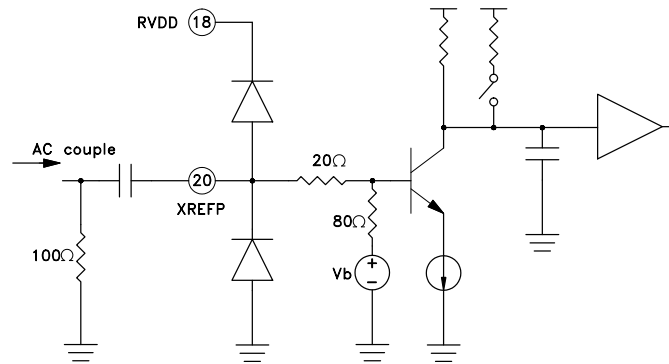 RVDD 18
AC couple
20
XREFP
20Ω
80Ω
100Ω
Vb
+
−